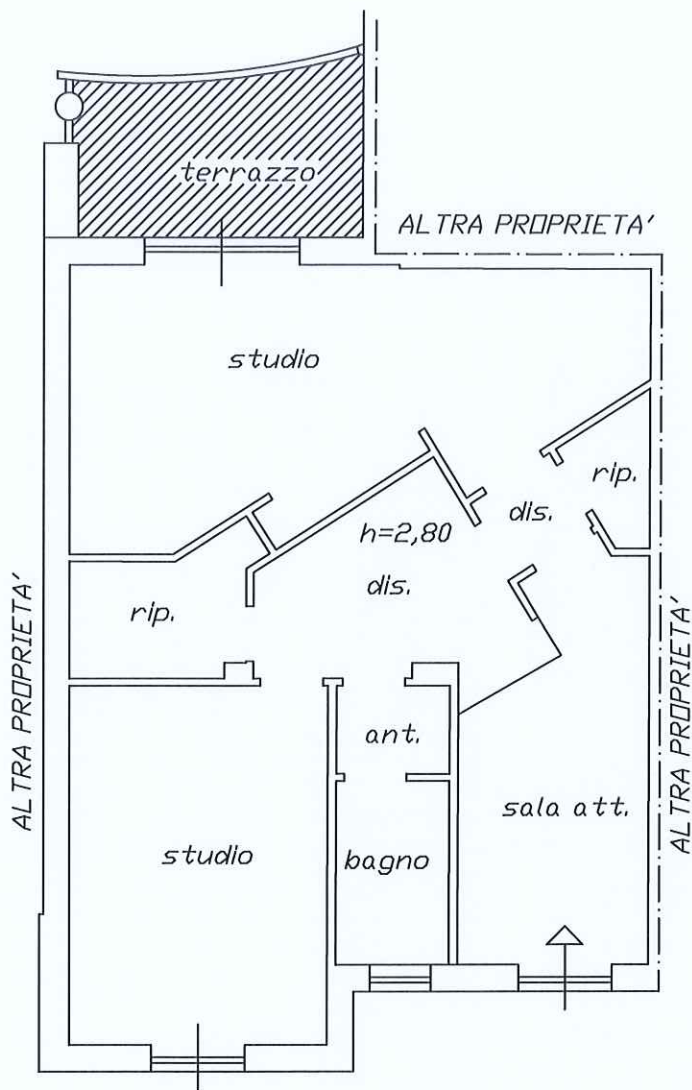 terrazzo
ALTRA PROPRIETA'
studio
rip.
dis.
h=2,80
dis.
rip.
ALTRA PROPRIETA'
ALTRA PROPRIETA'
ant.
sala att.
studio
bagno